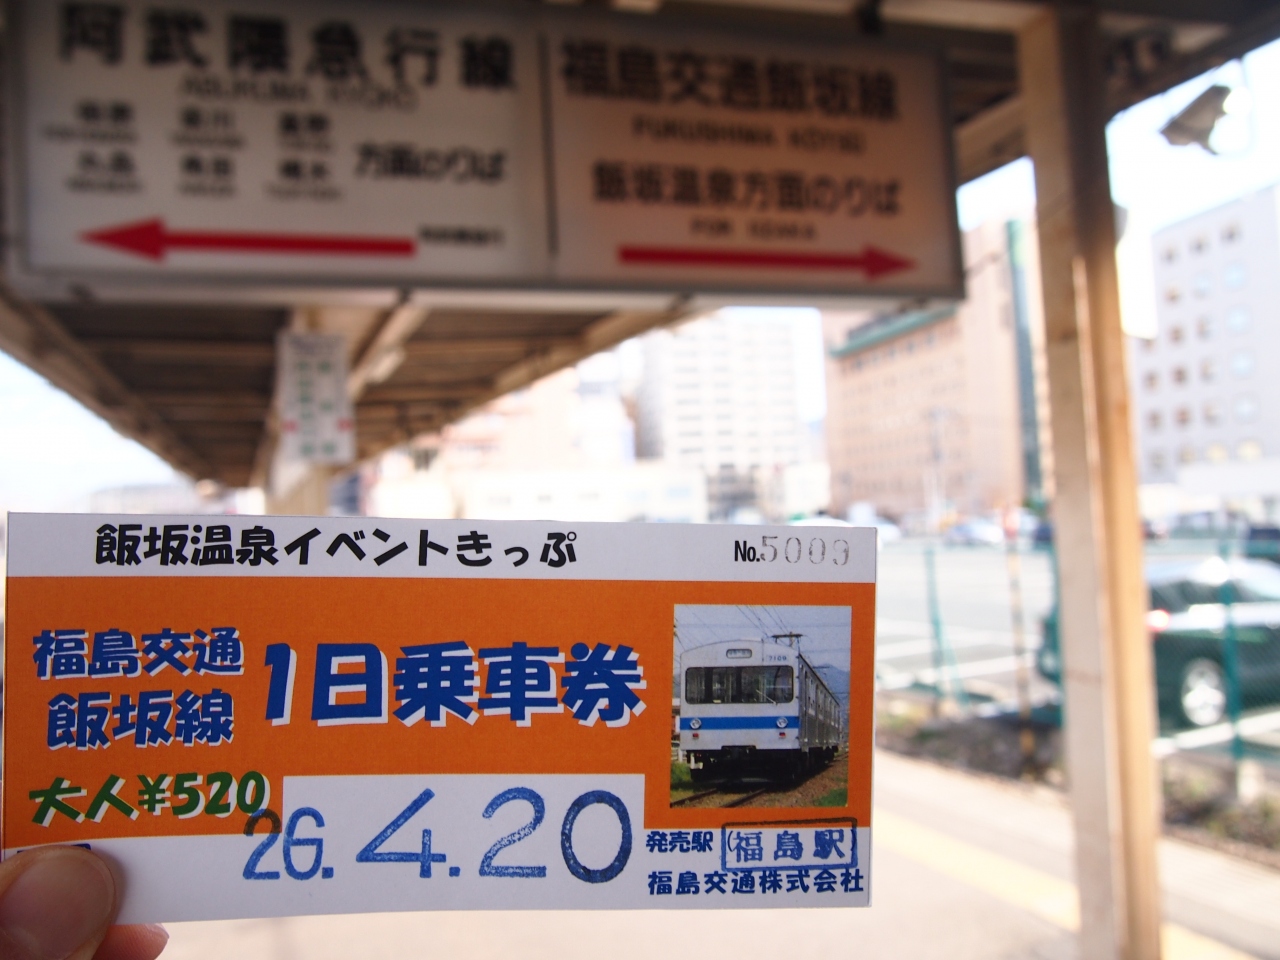 阿武隈急行線
ABUKUMA KYUKO
方面のりば
福島交通飯坂線
FUKUSHIMA KOTSU
飯坂温泉方面のりば
飯坂温泉イベントきっぷ
No.5009
福島交通
飯坂線
1日乗車券
大人¥520
26.4.20
発売駅 福島駅
福島交通株式会社